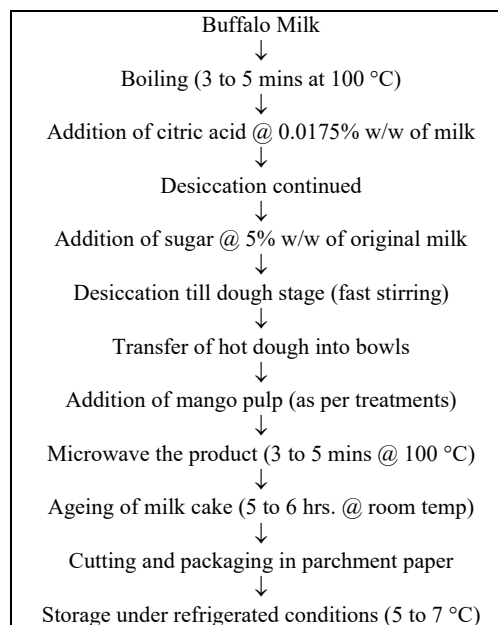 Buffalo Milk
↓
Boiling (3 to 5 mins at 100 °C)
↓
Addition of citric acid @ 0.0175% w/w of milk
↓
Desiccation continued
↓
Addition of sugar @ 5% w/w of original milk
↓
Desiccation till dough stage (fast stirring)
↓
Transfer of hot dough into bowls
↓
Addition of mango pulp (as per treatments)
↓
Microwave the product (3 to 5 mins @ 100 °C)
↓
Ageing of milk cake (5 to 6 hrs. @ room temp)
↓
Cutting and packaging in parchment paper
↓
Storage under refrigerated conditions (5 to 7 °C)